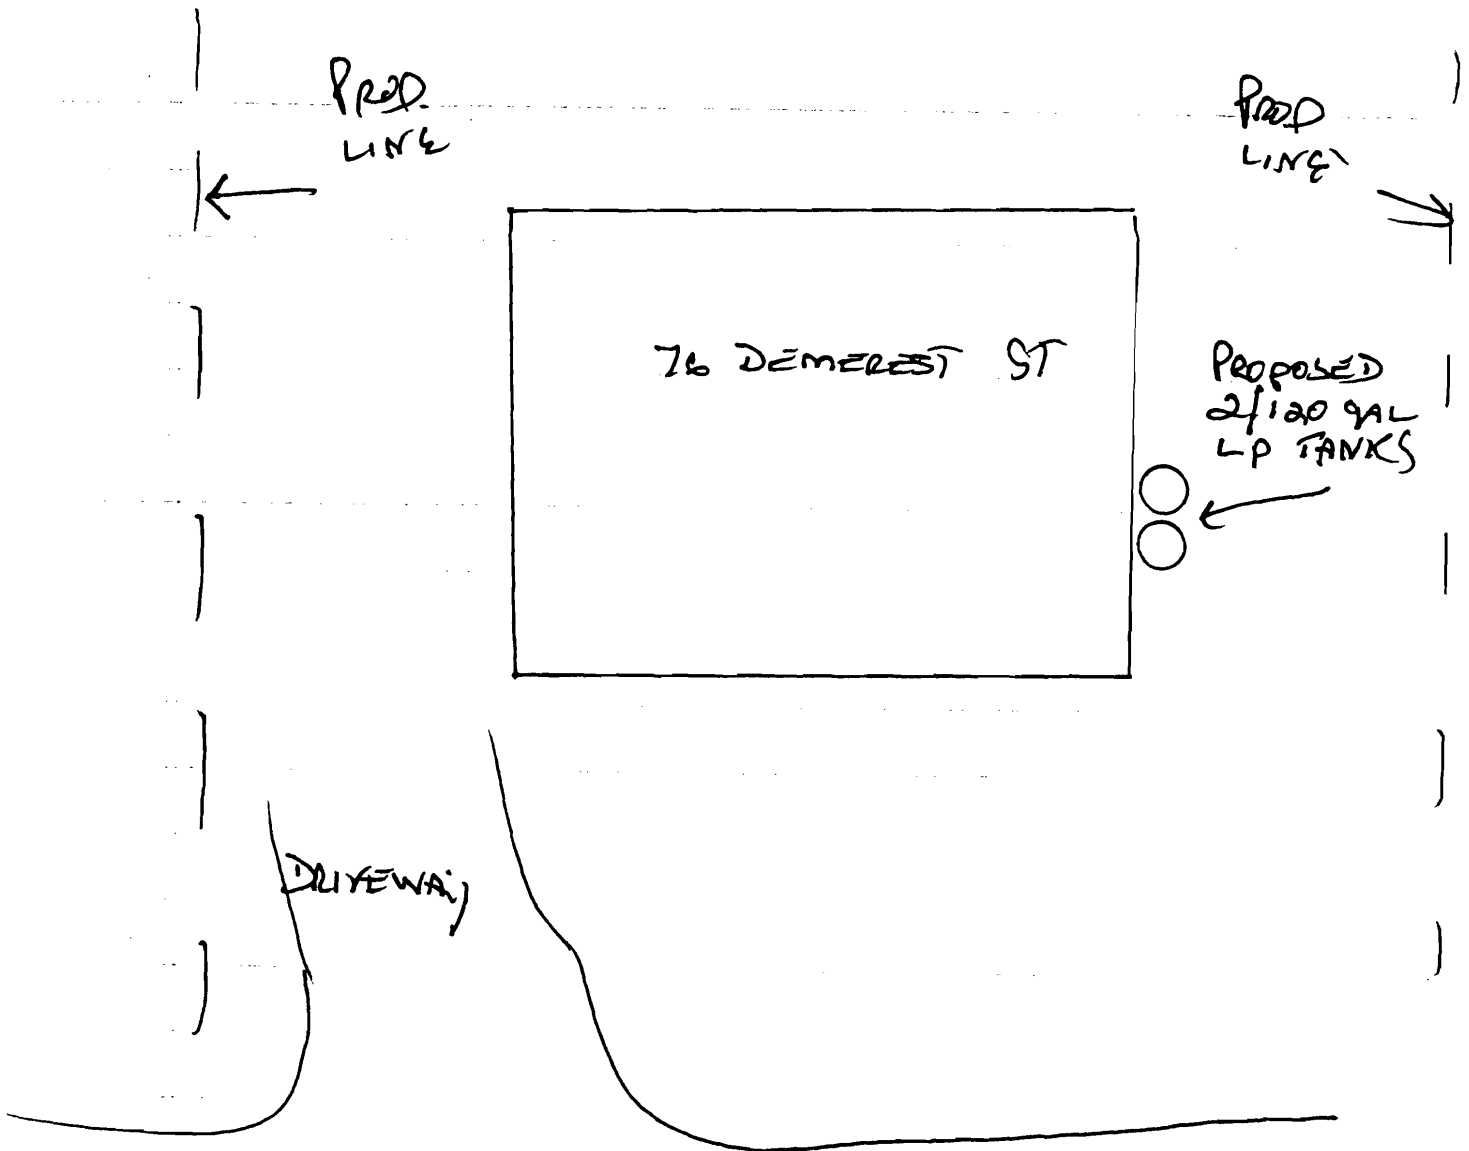 PROP.
LINE
PROP
LINE
76 DEMEREST ST
PROPOSED
2/120 GAL
LP TANKS
DRIVEWAY